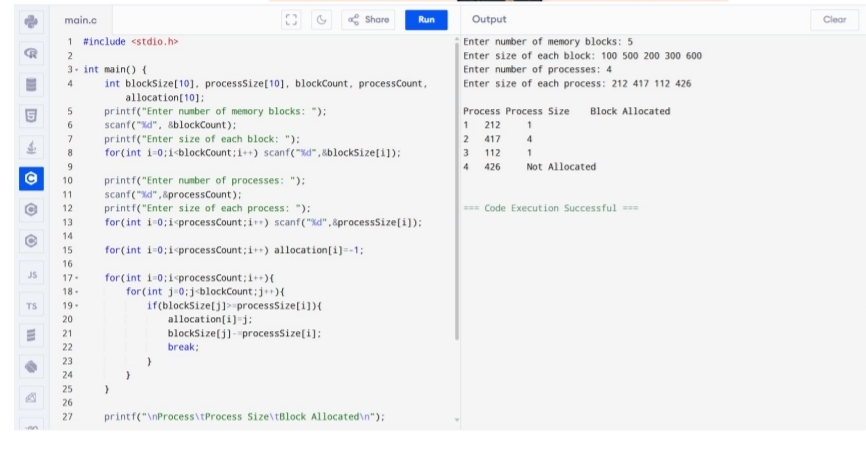 main.c
Share
Run
1 #include <stdio.h>
2
3 int main() {
4 int blockSize[10], processSize[10], blockCount, processCount,
allocation[10];
5 printf("Enter number of memory blocks: ");
6 scanf("%d", &blockCount);
7 printf("Enter size of each block: ");
8 for(int i=0;i<blockCount;i++) scanf("%d",&blockSize[i]);
9
10 printf("Enter number of processes: ");
11 scanf("%d",&processCount);
12 printf("Enter size of each process: ");
13 for(int i=0;i<processCount;i++) scanf("%d",&processSize[i]);
14
15 for(int i=0;i<processCount;i++) allocation[i]=-1;
16
17 for(int i=0;i<processCount;i++){
18 for(int j=0;j<blockCount;j++){
19 if(blockSize[j]>=processSize[i]){
20 allocation[i]=j;
21 blockSize[j]-=processSize[i];
22 break;
23 }
24 }
25 }
26
27 printf("\nProcess\tProcess Size\tBlock Allocated\n");
JS
TS
Output
Clear
Enter number of memory blocks: 5
Enter size of each block: 100 500 200 300 600
Enter number of processes: 4
Enter size of each process: 212 417 112 426
Process Process Size Block Allocated
1 212 1
2 417 4
3 112 1
4 426 Not Allocated
=== Code Execution Successful ===